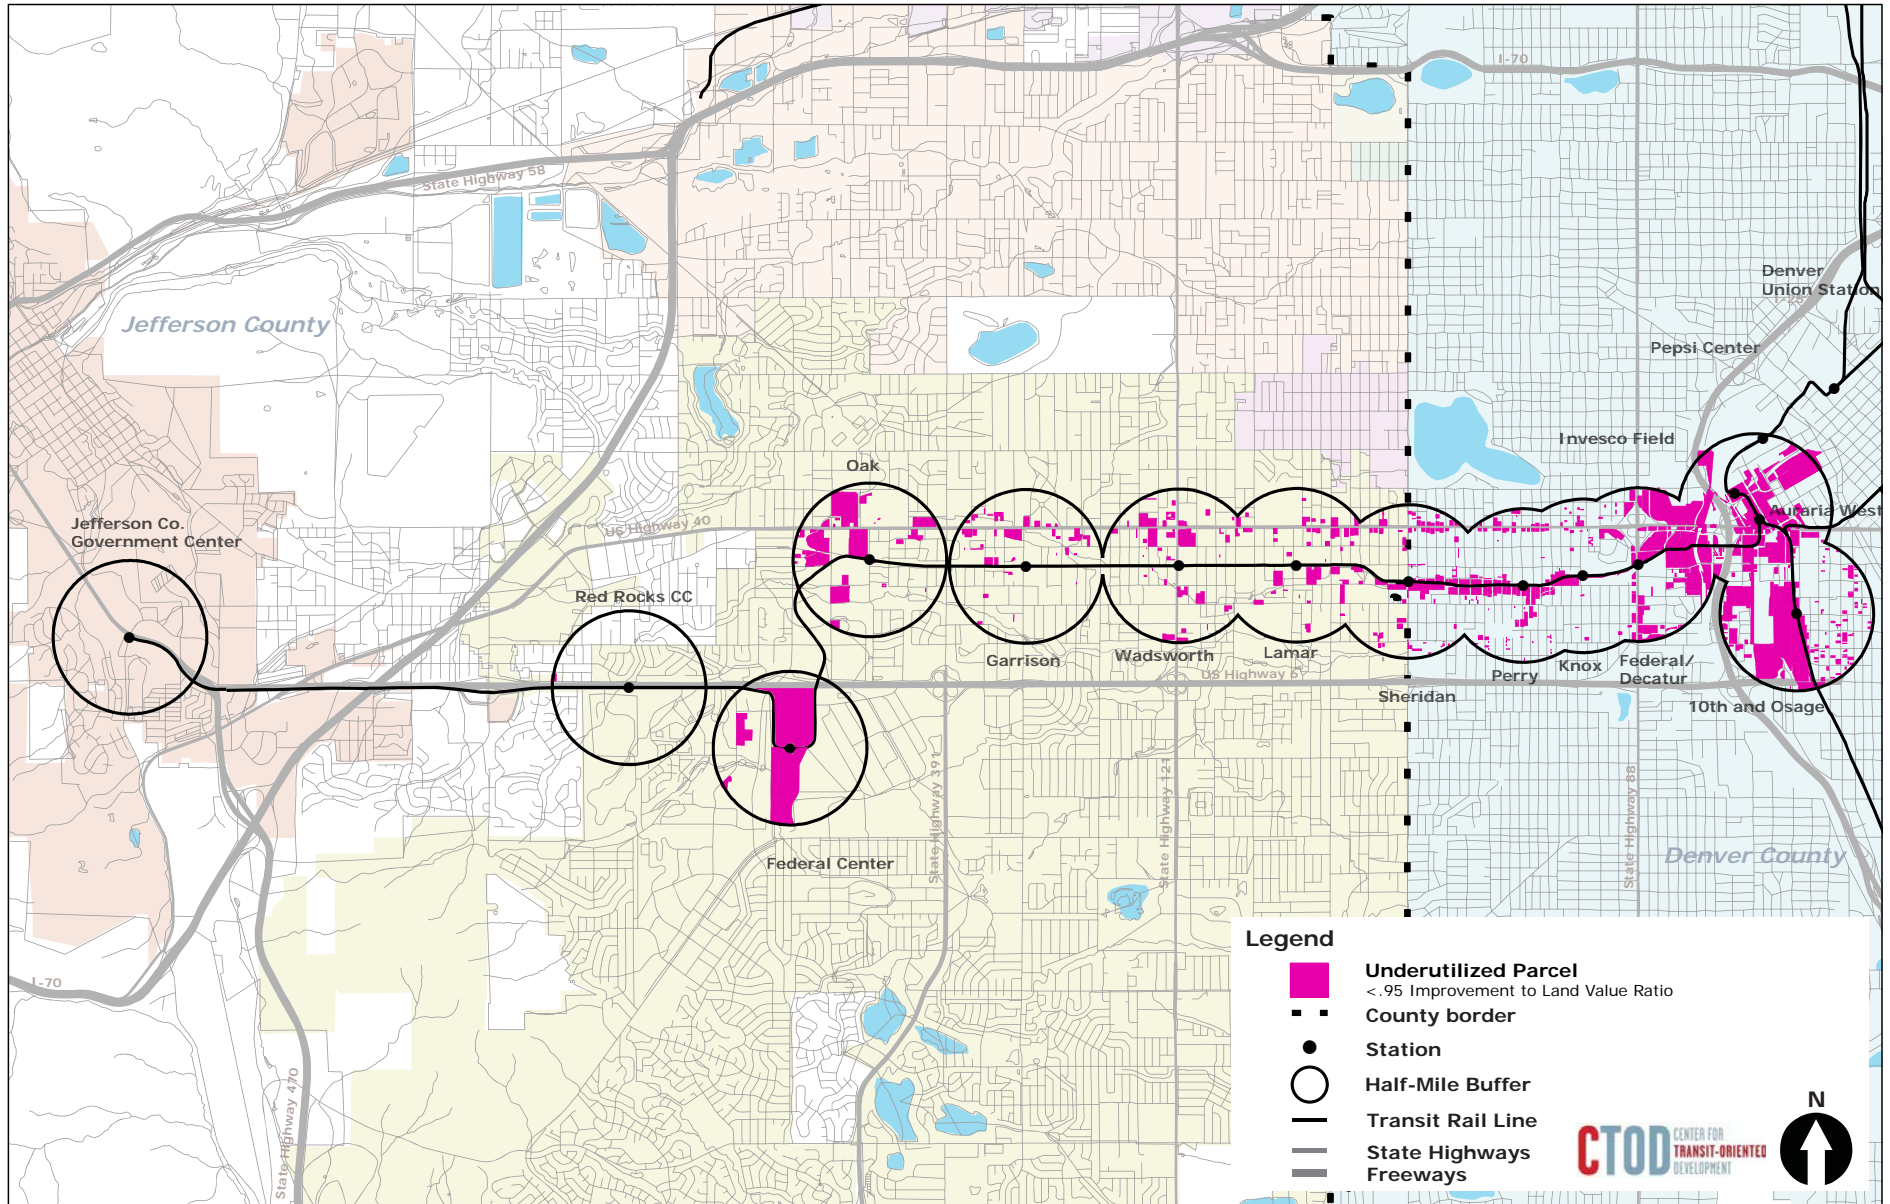 I-70
State Highway 58
Denver
Union Station
I-25
Jefferson County
Pepsi Center
Invesco Field
Oak
Auraria West
Jefferson Co.
Government Center
US Highway 40
Red Rocks CC
Garrison
Wadsworth
Lamar
US Highway 6
Sheridan
Perry
Knox
Federal/
Decatur
10th and Osage
Federal Center
State Highway 391
State Highway 121
State Highway 88
Denver County
I-70
State Highway 470
Legend
Underutilized Parcel
<.95 Improvement to Land Value Ratio
County border
Station
Half-Mile Buffer
Transit Rail Line
State Highways
Freeways
CTOD
CENTER FOR
TRANSIT-ORIENTED
DEVELOPMENT
N